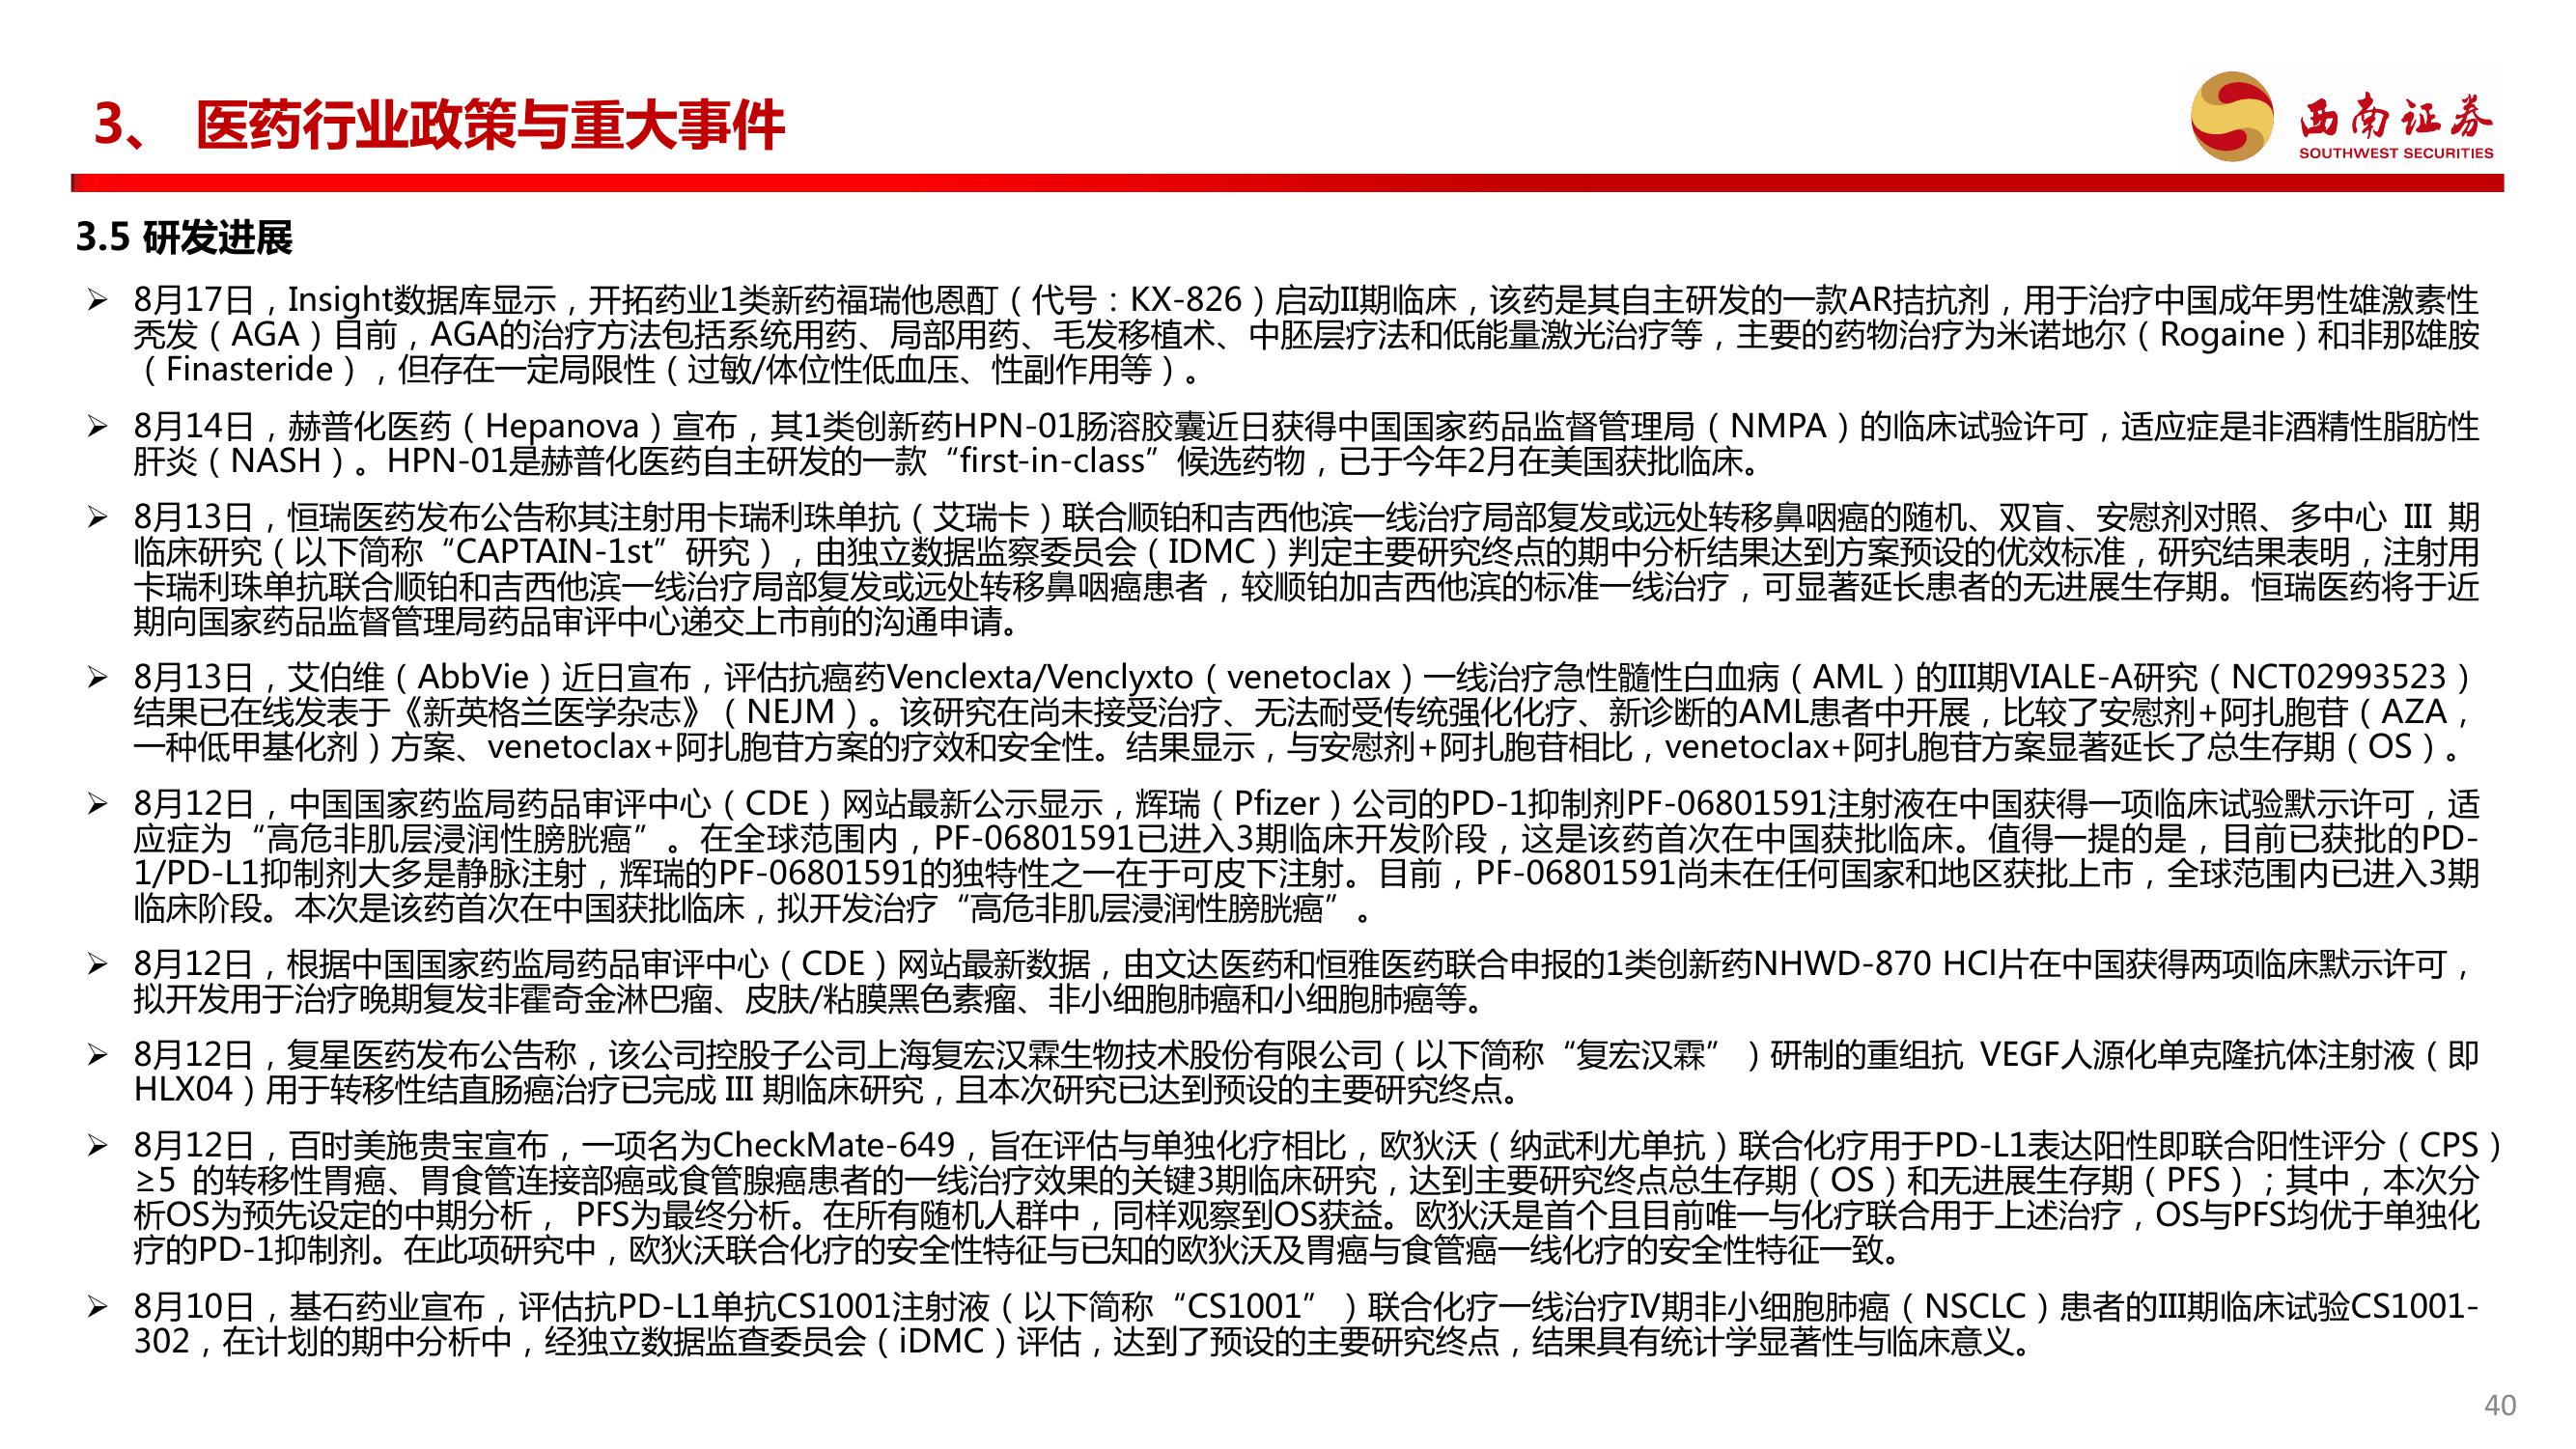 3、 医药行业政策与重大事件
西南证券
SOUTHWEST SECURITIES
3.5 研发进展
➢ 8月17日，Insight数据库显示，开拓药业1类新药福瑞他恩酊（代号：KX-826）启动II期临床，该药是其自主研发的一款AR拮抗剂，用于治疗中国成年男性雄激素性
秃发（AGA）目前，AGA的治疗方法包括系统用药、局部用药、毛发移植术、中胚层疗法和低能量激光治疗等，主要的药物治疗为米诺地尔（Rogaine）和非那雄胺
（Finasteride），但存在一定局限性（过敏/体位性低血压、性副作用等）。
➢ 8月14日，赫普化医药（Hepanova）宣布，其1类创新药HPN-01肠溶胶囊近日获得中国国家药品监督管理局（NMPA）的临床试验许可，适应症是非酒精性脂肪性
肝炎（NASH）。HPN-01是赫普化医药自主研发的一款“first-in-class”候选药物，已于今年2月在美国获批临床。
➢ 8月13日，恒瑞医药发布公告称其注射用卡瑞利珠单抗（艾瑞卡）联合顺铂和吉西他滨一线治疗局部复发或远处转移鼻咽癌的随机、双盲、安慰剂对照、多中心 III 期
临床研究（以下简称“CAPTAIN-1st”研究），由独立数据监察委员会（IDMC）判定主要研究终点的期中分析结果达到方案预设的优效标准，研究结果表明，注射用
卡瑞利珠单抗联合顺铂和吉西他滨一线治疗局部复发或远处转移鼻咽癌患者，较顺铂加吉西他滨的标准一线治疗，可显著延长患者的无进展生存期。恒瑞医药将于近
期向国家药品监督管理局药品审评中心递交上市前的沟通申请。
➢ 8月13日，艾伯维（AbbVie）近日宣布，评估抗癌药Venclexta/Venclyxto（venetoclax）一线治疗急性髓性白血病（AML）的III期VIALE-A研究（NCT02993523）
结果已在线发表于《新英格兰医学杂志》（NEJM）。该研究在尚未接受治疗、无法耐受传统强化化疗、新诊断的AML患者中开展，比较了安慰剂+阿扎胞苷（AZA，
一种低甲基化剂）方案、venetoclax+阿扎胞苷方案的疗效和安全性。结果显示，与安慰剂+阿扎胞苷相比，venetoclax+阿扎胞苷方案显著延长了总生存期（OS）。
➢ 8月12日，中国国家药监局药品审评中心（CDE）网站最新公示显示，辉瑞（Pfizer）公司的PD-1抑制剂PF-06801591注射液在中国获得一项临床试验默示许可，适
应症为“高危非肌层浸润性膀胱癌”。在全球范围内，PF-06801591已进入3期临床开发阶段，这是该药首次在中国获批临床。值得一提的是，目前已获批的PD-
1/PD-L1抑制剂大多是静脉注射，辉瑞的PF-06801591的独特性之一在于可皮下注射。目前，PF-06801591尚未在任何国家和地区获批上市，全球范围内已进入3期
临床阶段。本次是该药首次在中国获批临床，拟开发治疗“高危非肌层浸润性膀胱癌”。
➢ 8月12日，根据中国国家药监局药品审评中心（CDE）网站最新数据，由文达医药和恒雅医药联合申报的1类创新药NHWD-870 HCl片在中国获得两项临床默示许可，
拟开发用于治疗晚期复发非霍奇金淋巴瘤、皮肤/粘膜黑色素瘤、非小细胞肺癌和小细胞肺癌等。
➢ 8月12日，复星医药发布公告称，该公司控股子公司上海复宏汉霖生物技术股份有限公司（以下简称“复宏汉霖”）研制的重组抗 VEGF人源化单克隆抗体注射液（即
HLX04）用于转移性结直肠癌治疗已完成 III 期临床研究，且本次研究已达到预设的主要研究终点。
➢ 8月12日，百时美施贵宝宣布，一项名为CheckMate-649，旨在评估与单独化疗相比，欧狄沃（纳武利尤单抗）联合化疗用于PD-L1表达阳性即联合阳性评分（CPS）
≥5 的转移性胃癌、胃食管连接部癌或食管腺癌患者的一线治疗效果的关键3期临床研究，达到主要研究终点总生存期（OS）和无进展生存期（PFS）；其中，本次分
析OS为预先设定的中期分析， PFS为最终分析。在所有随机人群中，同样观察到OS获益。欧狄沃是首个且目前唯一与化疗联合用于上述治疗，OS与PFS均优于单独化
疗的PD-1抑制剂。在此项研究中，欧狄沃联合化疗的安全性特征与已知的欧狄沃及胃癌与食管癌一线化疗的安全性特征一致。
➢ 8月10日，基石药业宣布，评估抗PD-L1单抗CS1001注射液（以下简称“CS1001”）联合化疗一线治疗IV期非小细胞肺癌（NSCLC）患者的III期临床试验CS1001-
302，在计划的期中分析中，经独立数据监查委员会（iDMC）评估，达到了预设的主要研究终点，结果具有统计学显著性与临床意义。
40